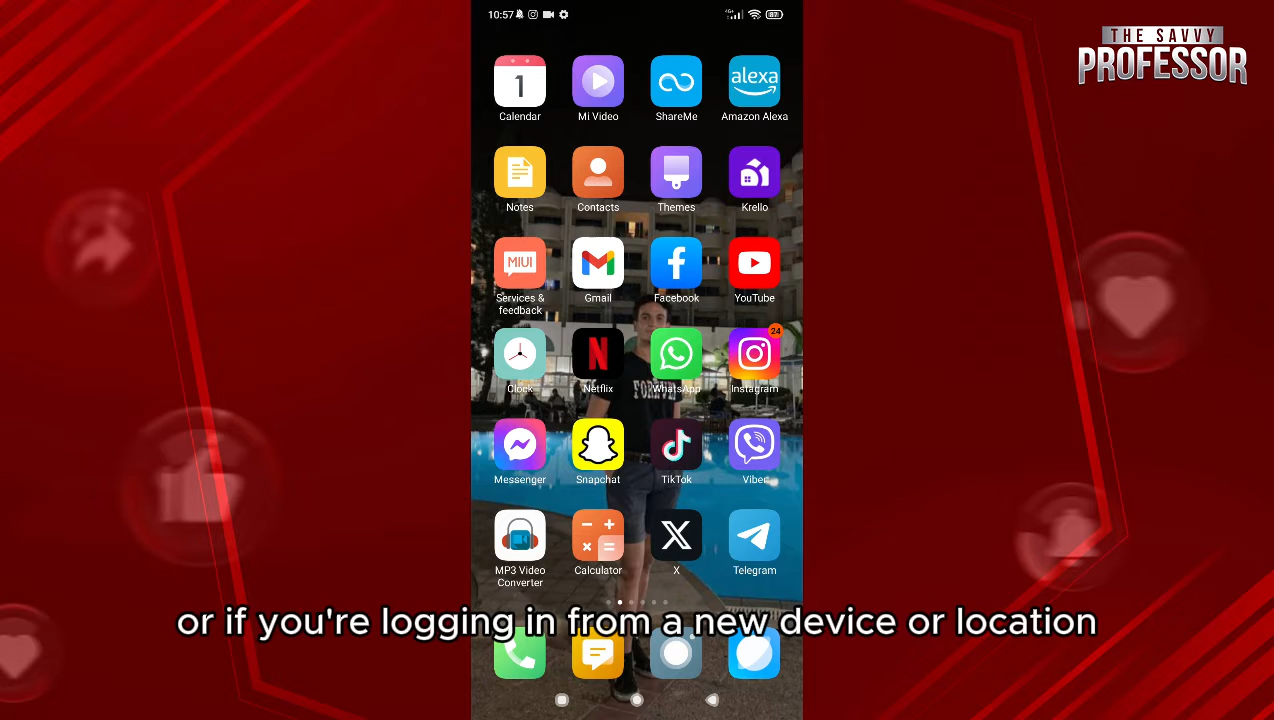 10:57
4G+
87
THE SAVVY
PROFESSOR
1
alexa
Calendar
Mi Video
ShareMe
Amazon Alexa
Notes
Contacts
Themes
Krello
MIUI
Services &
feedback
Gmail
Facebook
YouTube
24
Clock
Netflix
WhatsApp
Instagram
Messenger
Snapchat
TikTok
Viber
MP3 Video
Converter
Calculator
X
Telegram
or if you're logging in from a new device or location